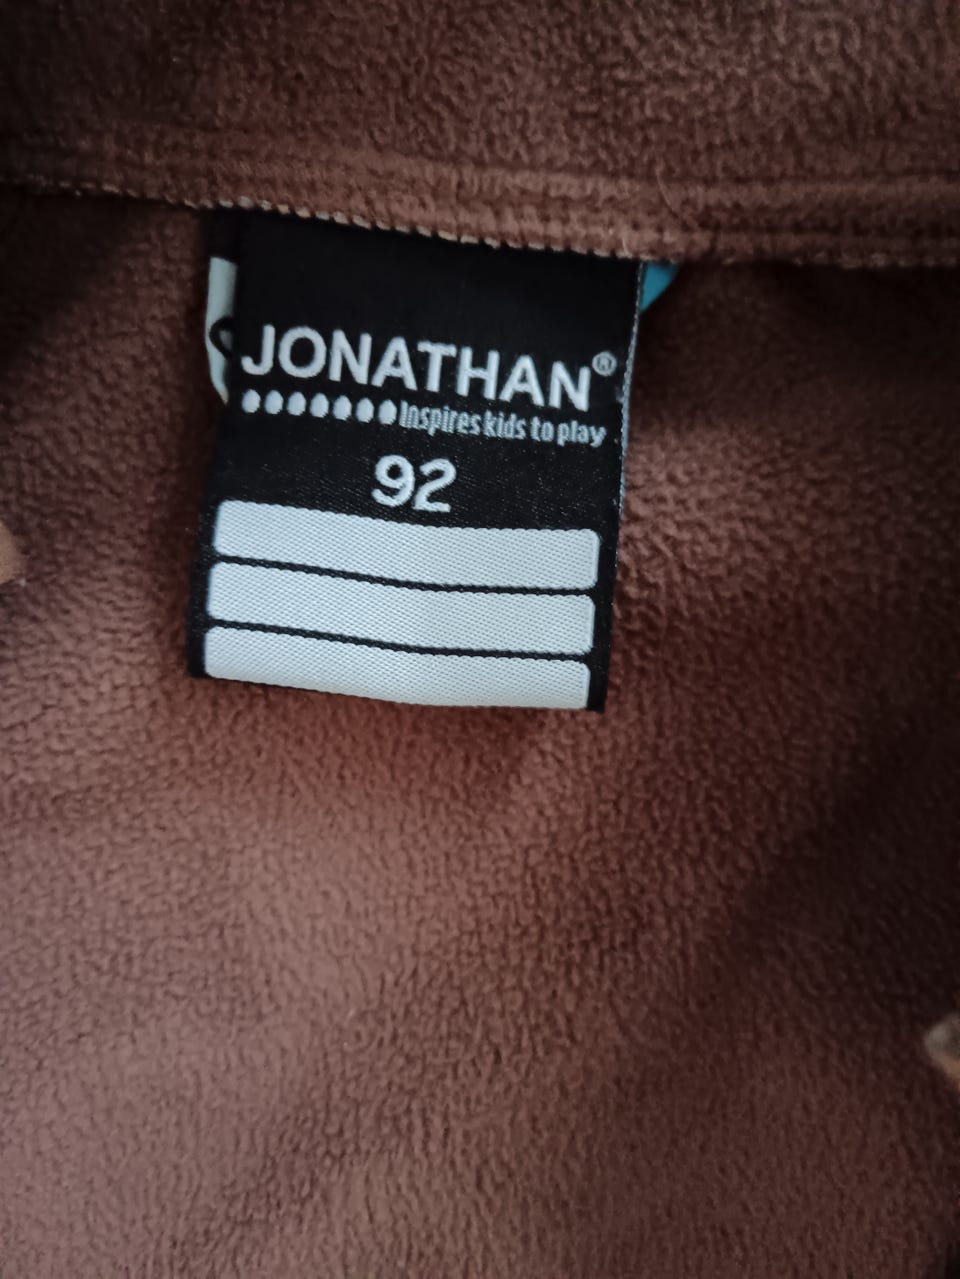 JONATHAN®
Inspires kids to play
92